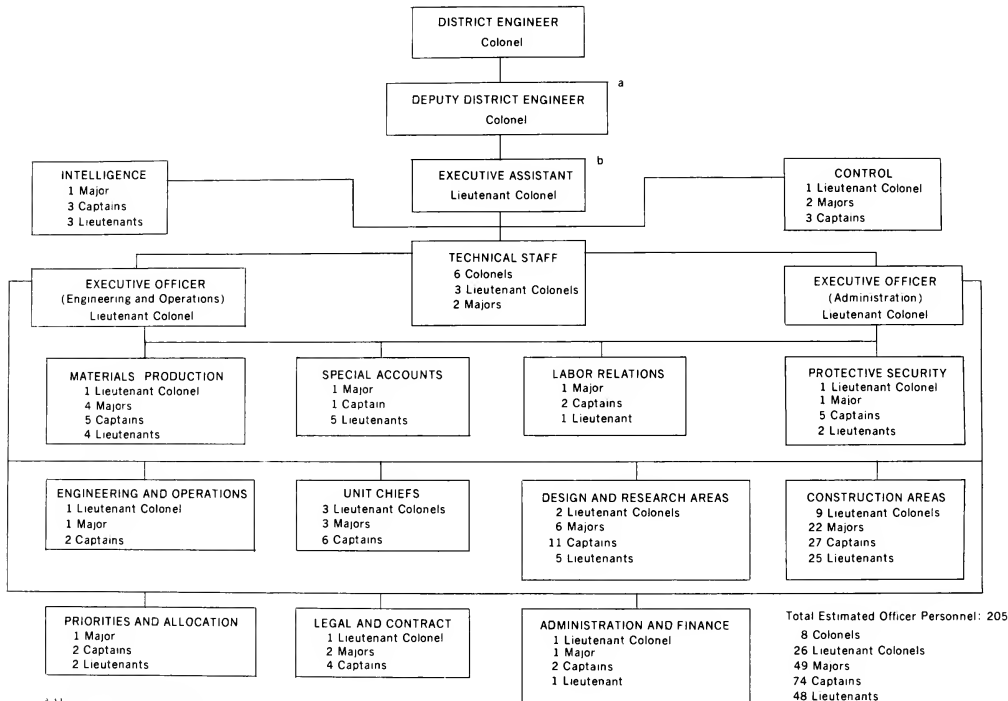 DISTRICT ENGINEER
Colonel
a
DEPUTY DISTRICT ENGINEER
Colonel
b
EXECUTIVE ASSISTANT
Lieutenant Colonel
INTELLIGENCE
1 Major
3 Captains
3 Lieutenants
CONTROL
1 Lieutenant Colonel
2 Majors
3 Captains
TECHNICAL STAFF
6 Colonels
3 Lieutenant Colonels
2 Majors
EXECUTIVE OFFICER
(Engineering and Operations)
Lieutenant Colonel
EXECUTIVE OFFICER
(Administration)
Lieutenant Colonel
MATERIALS PRODUCTION
1 Lieutenant Colonel
4 Majors
5 Captains
4 Lieutenants
SPECIAL ACCOUNTS
1 Major
1 Captain
5 Lieutenants
LABOR RELATIONS
1 Major
2 Captains
1 Lieutenant
PROTECTIVE SECURITY
1 Lieutenant Colonel
1 Major
5 Captains
2 Lieutenants
ENGINEERING AND OPERATIONS
1 Lieutenant Colonel
1 Major
2 Captains
UNIT CHIEFS
3 Lieutenant Colonels
3 Majors
6 Captains
DESIGN AND RESEARCH AREAS
2 Lieutenant Colonels
6 Majors
11 Captains
5 Lieutenants
CONSTRUCTION AREAS
9 Lieutenant Colonels
22 Majors
27 Captains
25 Lieutenants
PRIORITIES AND ALLOCATION
1 Major
2 Captains
2 Lieutenants
LEGAL AND CONTRACT
1 Lieutenant Colonel
2 Majors
4 Captains
ADMINISTRATION AND FINANCE
1 Lieutenant Colonel
1 Major
2 Captains
1 Lieutenant
Total Estimated Officer Personnel: 205
8 Colonels
26 Lieutenant Colonels
49 Majors
74 Captains
48 Lieutenants